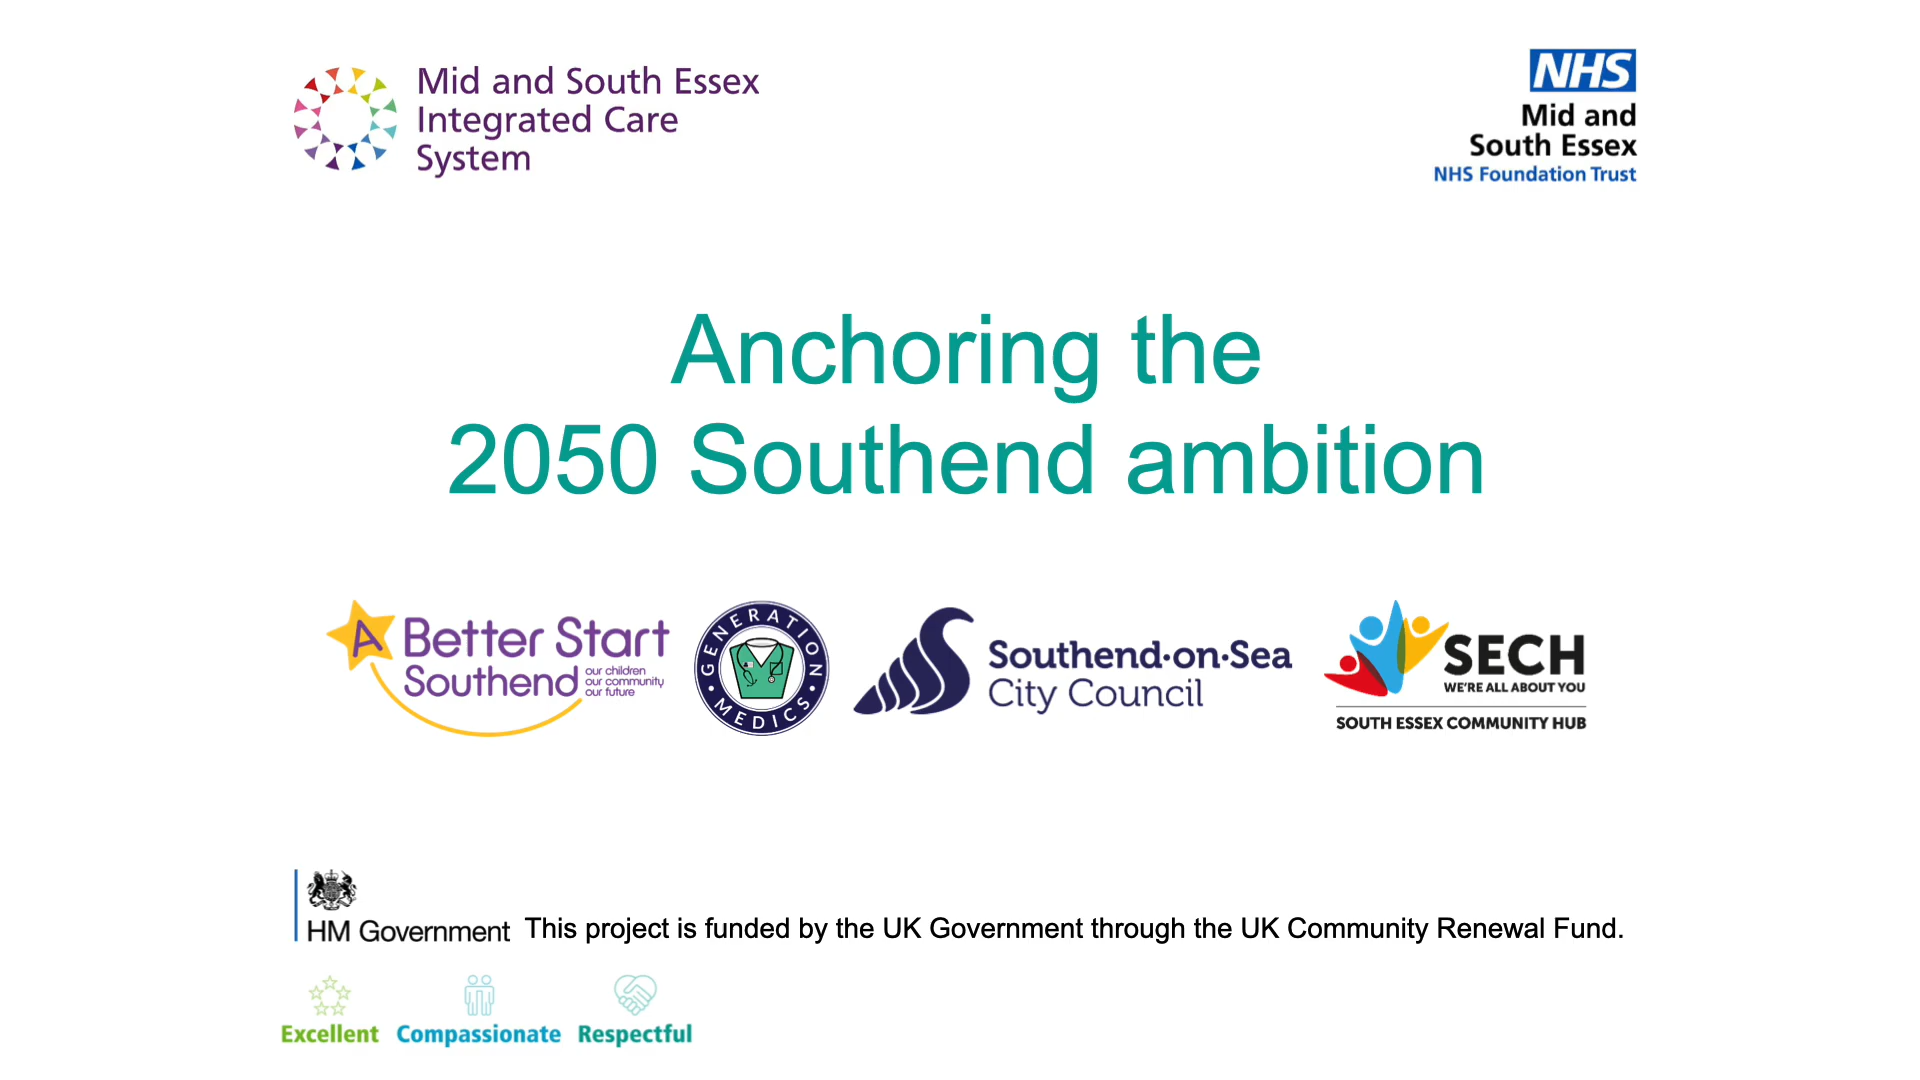 Mid and South Essex
Integrated Care
System
NHS
Mid and
South Essex
NHS Foundation Trust
Anchoring the
2050 Southend ambition
A Better Start
Southend
our children
our community
our future
GENERATION
MEDICS
Southend-on-Sea
City Council
SECH
WE'RE ALL ABOUT YOU
SOUTH ESSEX COMMUNITY HUB
HM Government
This project is funded by the UK Government through the UK Community Renewal Fund.
Excellent
Compassionate
Respectful